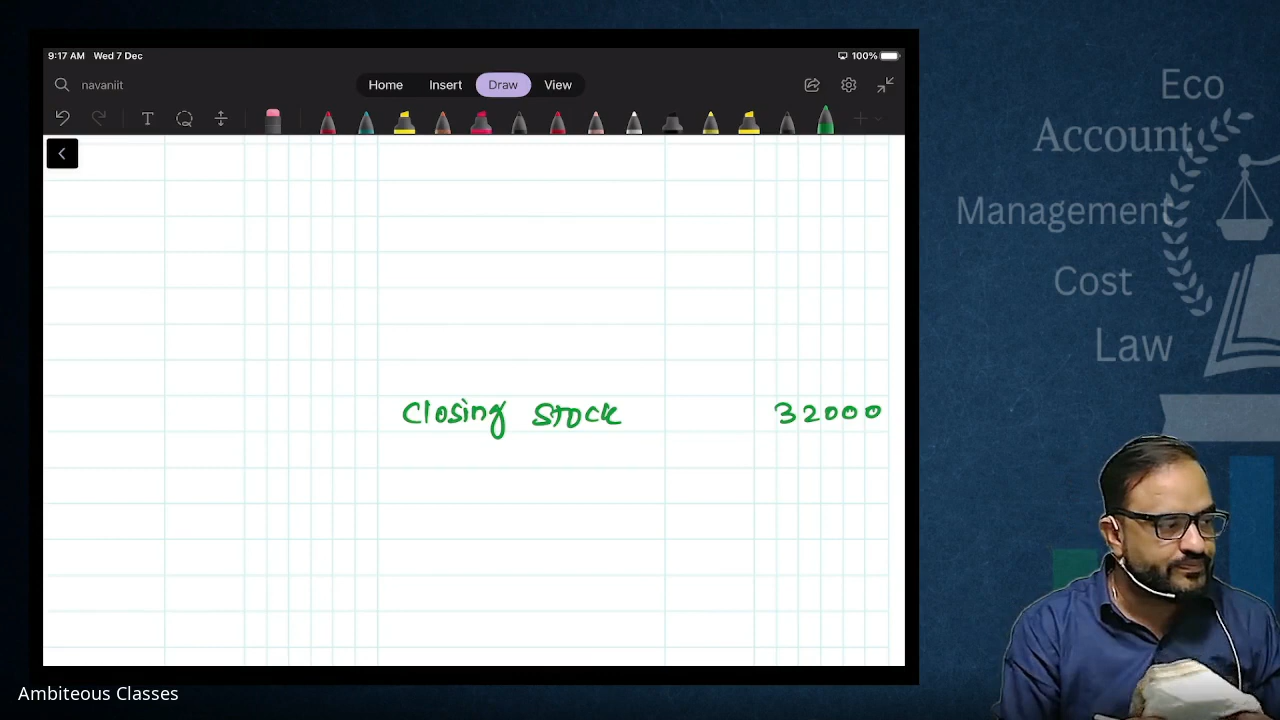 9:17 AM Wed 7 Dec 100%
navaniit Home Insert Draw View
T
Closing Stock 32000
Eco
Account
Management
Cost
Law
Ambiteous Classes